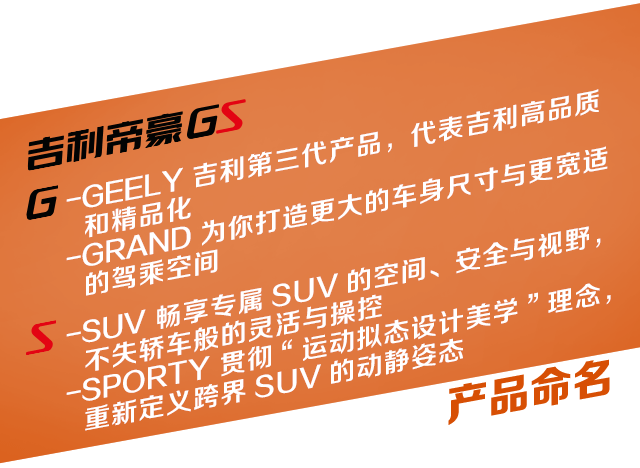 吉利帝豪GS
G -GEELY 吉利第三代产品，代表吉利高品质
和精品化
-GRAND 为你打造更大的车身尺寸与更宽适
的驾乘空间
S -SUV 畅享专属 SUV 的空间、安全与视野，
不失轿车般的灵活与操控
-SPORTY 贯彻“运动拟态设计美学”理念，
重新定义跨界 SUV 的动静姿态
产品命名